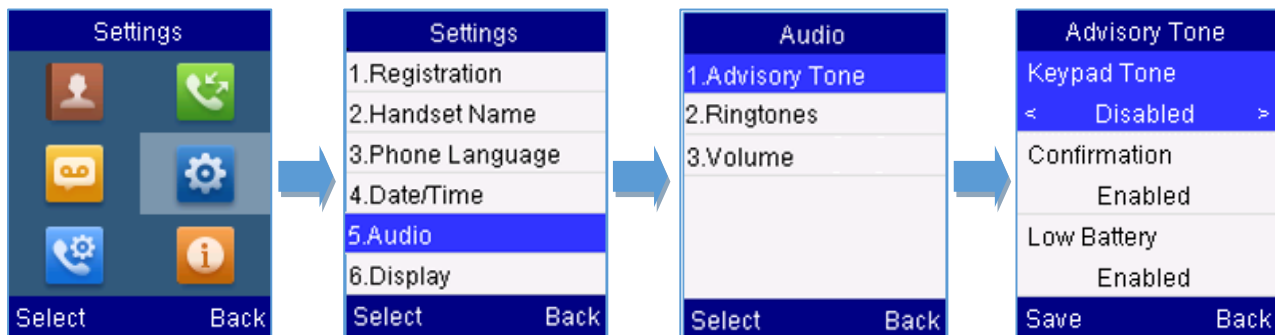 Settings
Select Back
Settings
1.Registration
2.Handset Name
3.Phone Language
4.Date/Time
5.Audio
6.Display
Select Back
Audio
1.Advisory Tone
2.Ringtones
3.Volume
Select Back
Advisory Tone
Keypad Tone
< Disabled >
Confirmation
Enabled
Low Battery
Enabled
Save Back